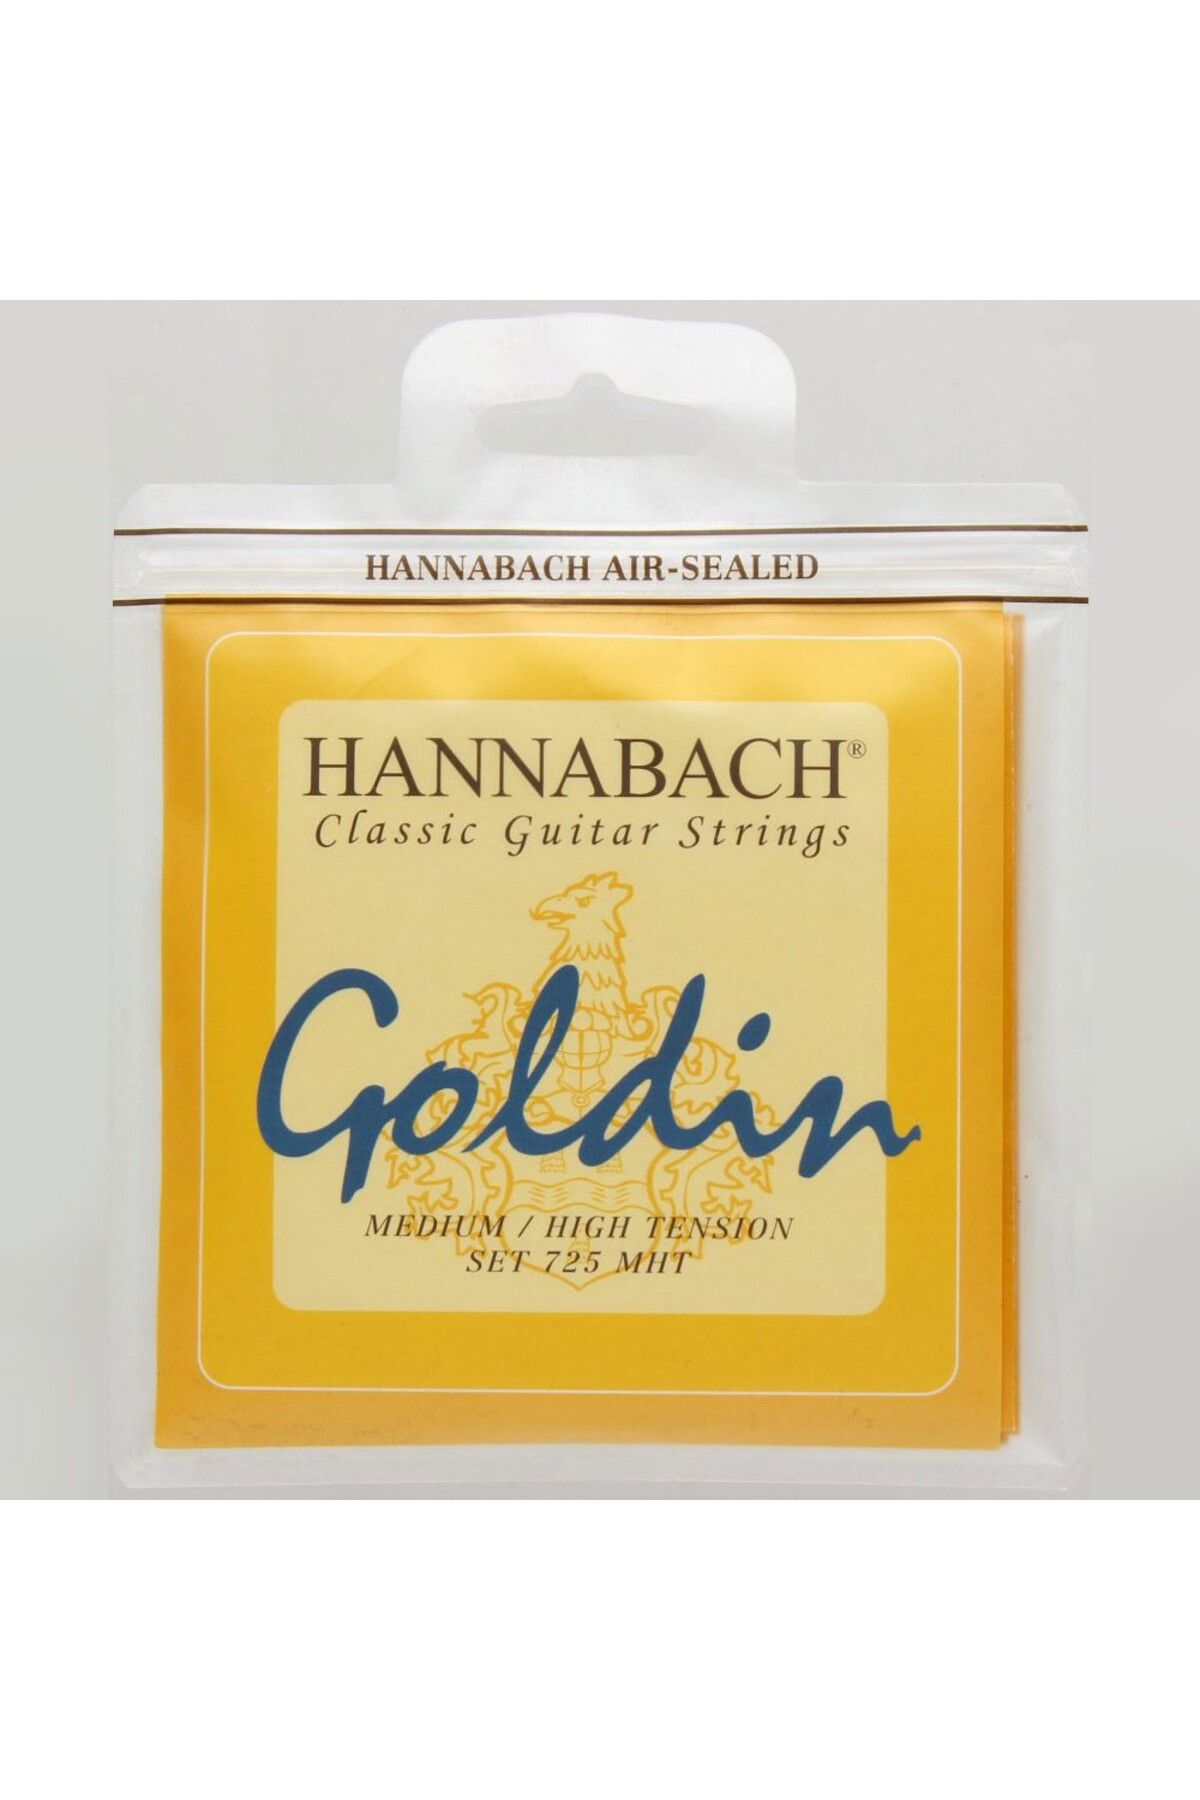 HANNABACH AIR-SEALED
HANNABACH®
Classic Guitar Strings
Goldin
MEDIUM / HIGH TENSION
SET 725 MHT